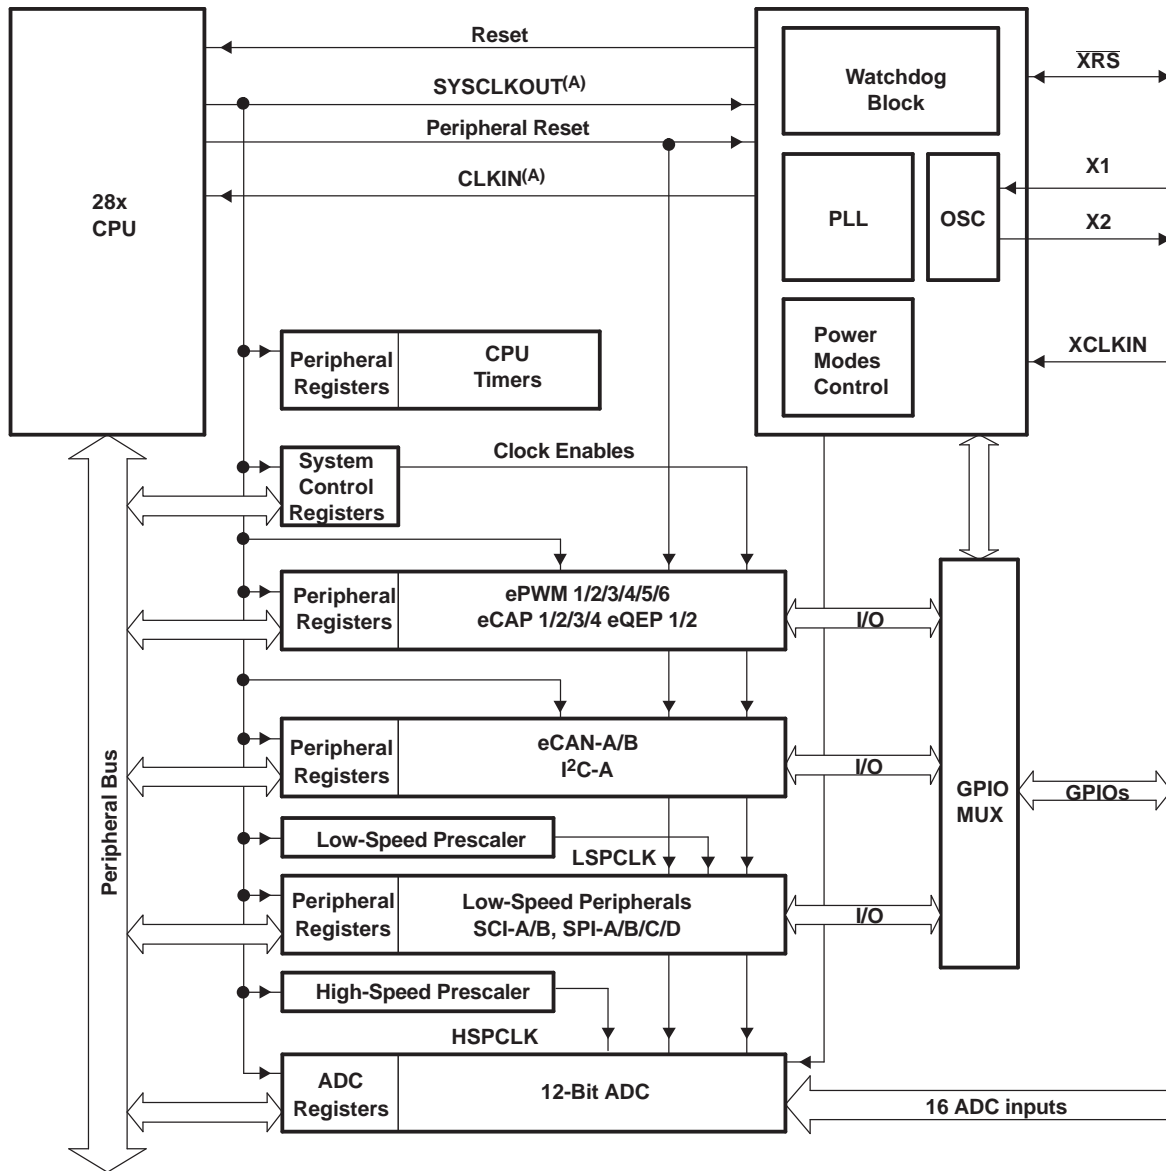 Reset
XRS
Watchdog
Block
SYSCLKOUT(A)
Peripheral Reset
28x
CPU
CLKIN(A)
PLL
OSC
X1
X2
Power
Modes
Control
XCLKIN
Peripheral
Registers
CPU
Timers
System
Control
Registers
Clock Enables
Peripheral
Registers
ePWM 1/2/3/4/5/6
eCAP 1/2/3/4 eQEP 1/2
I/O
Peripheral Bus
Peripheral
Registers
eCAN-A/B
I²C-A
I/O
GPIO
MUX
GPIOs
Low-Speed Prescaler
LSPCLK
Peripheral
Registers
Low-Speed Peripherals
SCI-A/B, SPI-A/B/C/D
I/O
High-Speed Prescaler
HSPCLK
ADC
Registers
12-Bit ADC
16 ADC inputs